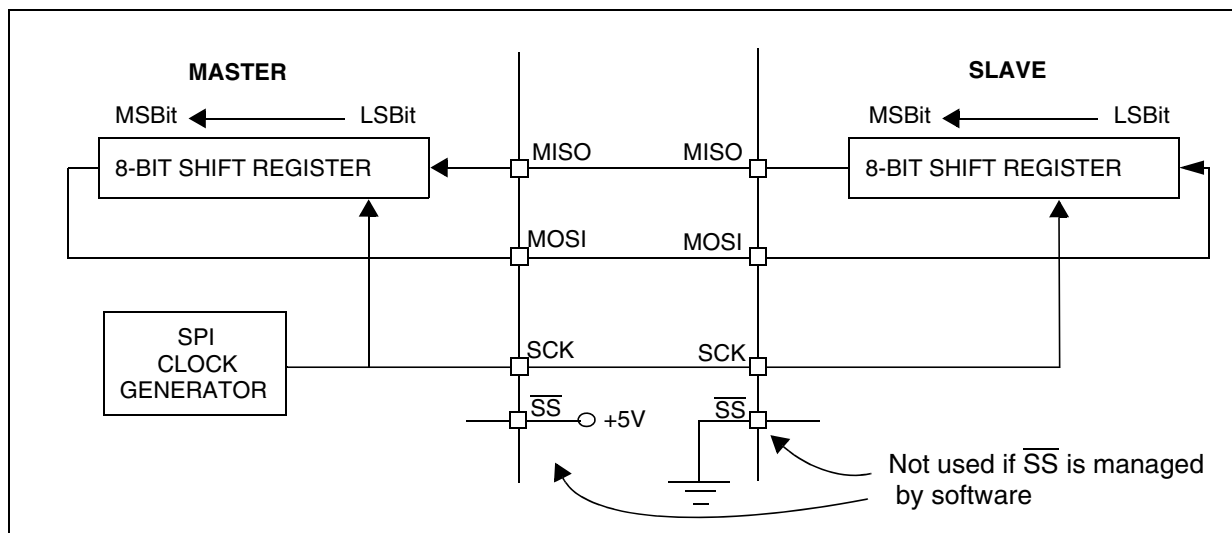 MASTER
SLAVE
MSBit LSBit
MSBit LSBit
8-BIT SHIFT REGISTER
MISO
MISO
8-BIT SHIFT REGISTER
MOSI
MOSI
SPI
CLOCK
GENERATOR
SCK
SCK
SS
+5V
SS
Not used if SS is managed
by software